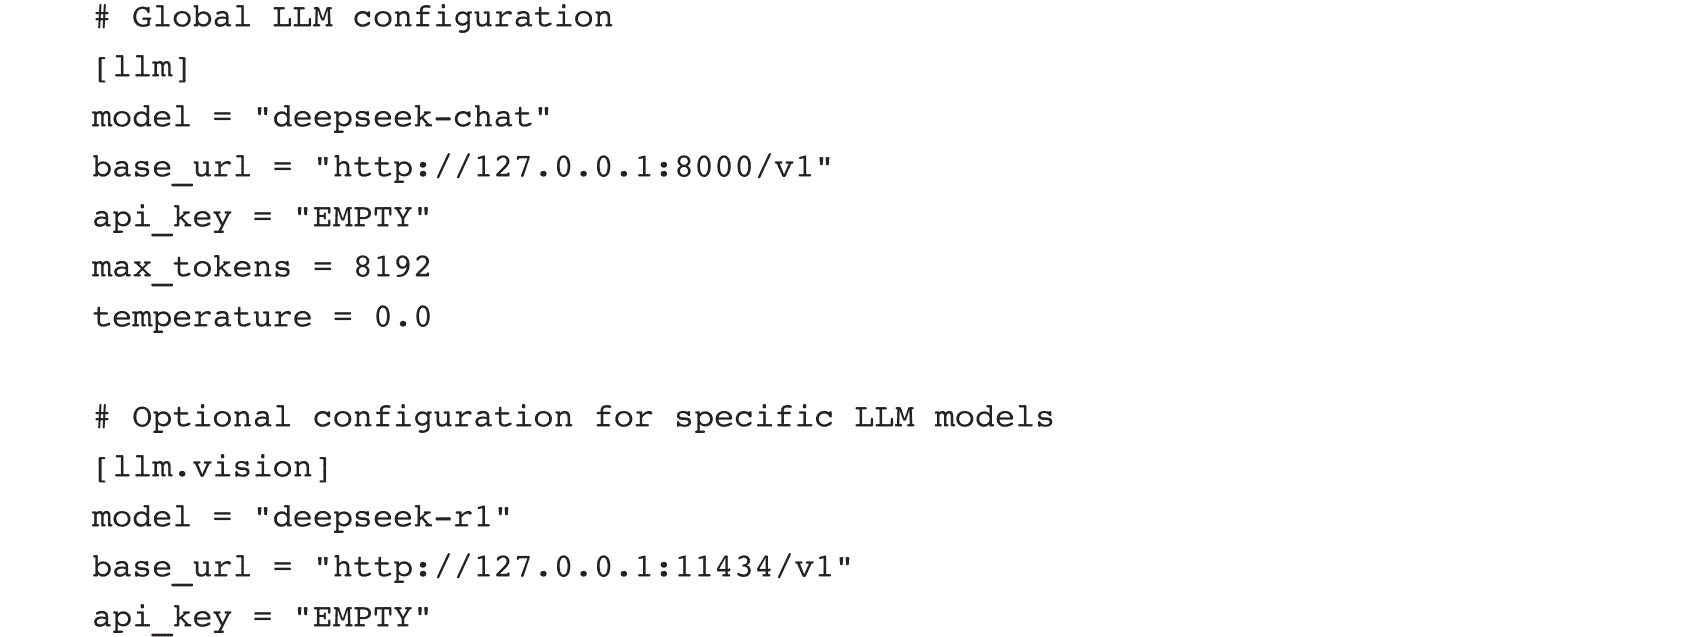 # Global LLM configuration
[llm]
model = "deepseek-chat"
base_url = "http://127.0.0.1:8000/v1"
api_key = "EMPTY"
max_tokens = 8192
temperature = 0.0

# Optional configuration for specific LLM models
[llm.vision]
model = "deepseek-r1"
base_url = "http://127.0.0.1:11434/v1"
api_key = "EMPTY"